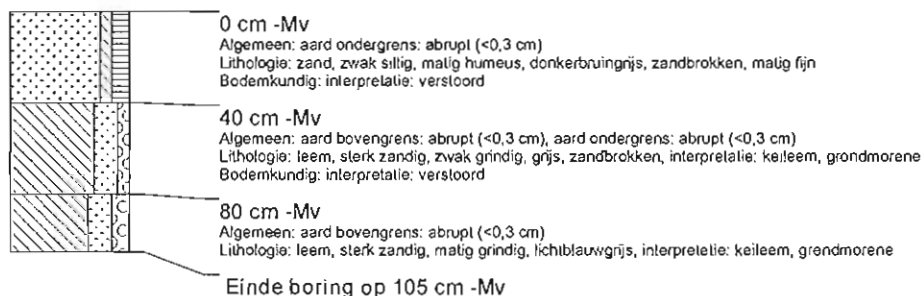 0 cm -Mv
Algemeen: aard ondergrens: abrupt (<0,3 cm)
Lithologie: zand, zwak siltig, matig humeus, donkerbruingrijs, zandbrokken, matig fijn
Bodemkundig: interpretatie: verstoord
40 cm -Mv
Algemeen: aard bovengrens: abrupt (<0,3 cm), aard ondergrens: abrupt (<0,3 cm)
Lithologie: leem, sterk zandig, zwak grindig, grijs, zandbrokken, interpretatie: keileem, grondmorene
Bodemkundig: interpretatie: verstoord
80 cm -Mv
Algemeen: aard bovengrens: abrupt (<0,3 cm)
Lithologie: leem, sterk zandig, matig grindig, lichtblauwgrijs, interpretatie: keileem, grondmorene
Einde boring op 105 cm -Mv